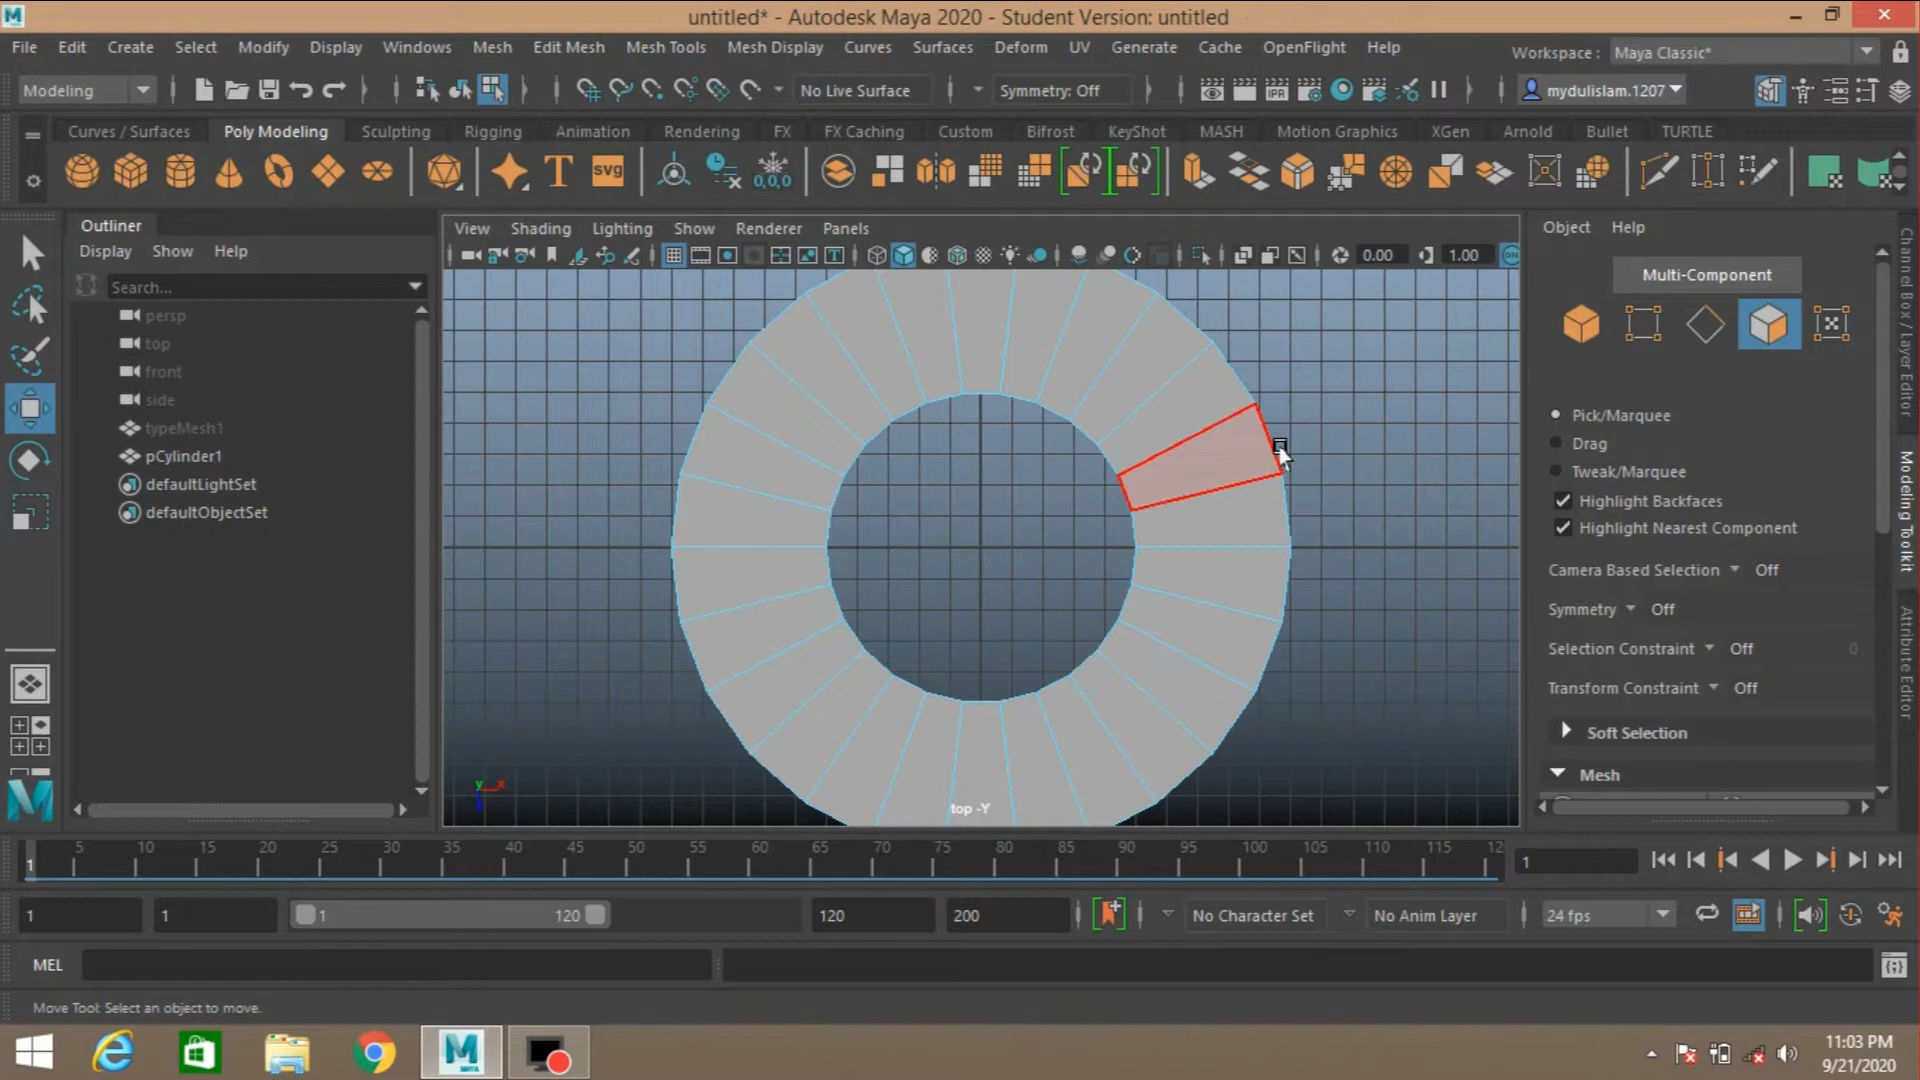 untitled* - Autodesk Maya 2020 - Student Version: untitled
File Edit Create Select Modify Display Windows Mesh Edit Mesh Mesh Tools Mesh Display Curves Surfaces Deform UV Generate Cache OpenFlight Help
Workspace : Maya Classic*
Modeling No Live Surface Symmetry: Off mydulislam.1207
Curves / Surfaces Poly Modeling Sculpting Rigging Animation Rendering FX FX Caching Custom Bifrost KeyShot MASH Motion Graphics XGen Arnold Bullet TURTLE
T SVG 0,0,0
Outliner
Display Show Help
Search...
persp
top
front
side
typeMesh1
pCylinder1
defaultLightSet
defaultObjectSet
View Shading Lighting Show Renderer Panels
0.00 1.00 ON
top -Y
y x
Object Help
Multi-Component
Pick/Marquee
Drag
Tweak/Marquee
Highlight Backfaces
Highlight Nearest Component
Camera Based Selection Off
Symmetry Off
Selection Constraint Off 0
Transform Constraint Off
Soft Selection
Mesh
Channel Box / Layer Editor
Modeling Toolkit
Attribute Editor
5 10 15 20 25 30 35 40 45 50 55 60 65 70 75 80 85 90 95 100 105 110 115 12
1
1
1 1 1 120 120 200 No Character Set No Anim Layer 24 fps
MEL
Move Tool: Select an object to move.
11:03 PM
9/21/2020